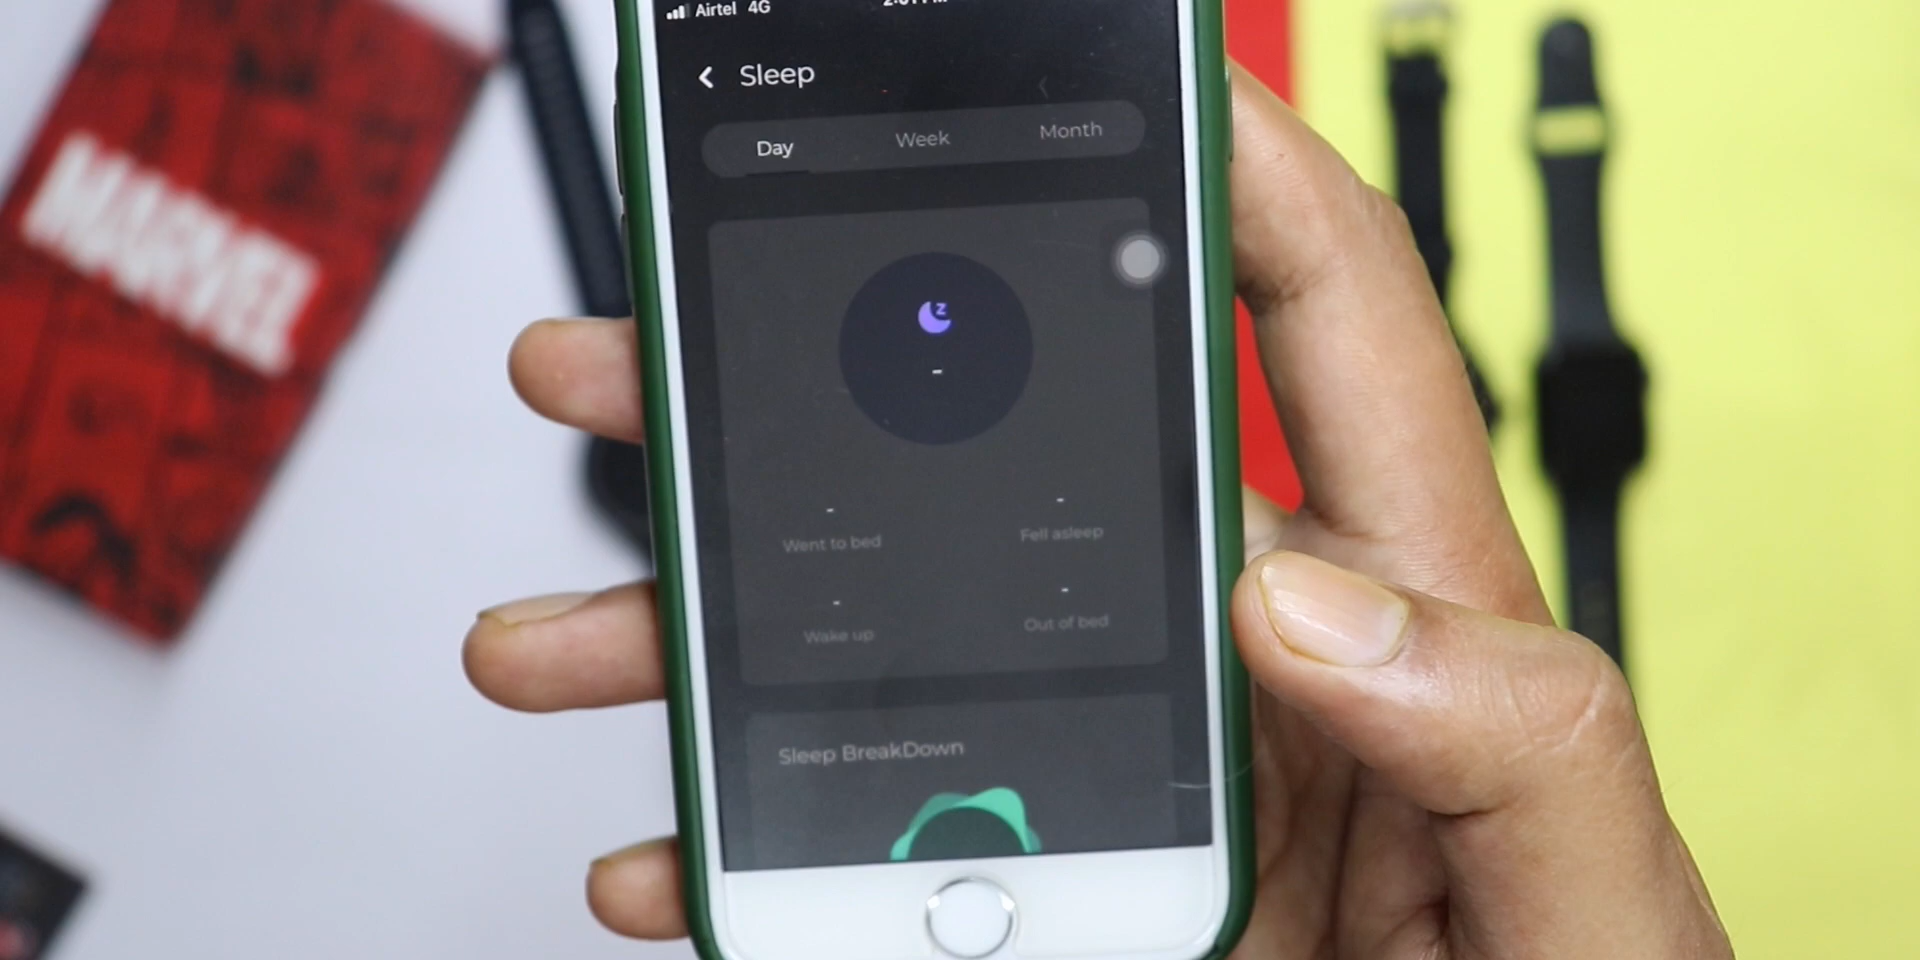 Airtel 4G
Sleep
Day Week Month
z
-
- -
Went to bed Fell asleep
- -
Wake up Out of bed
Sleep BreakDown
MARVEL